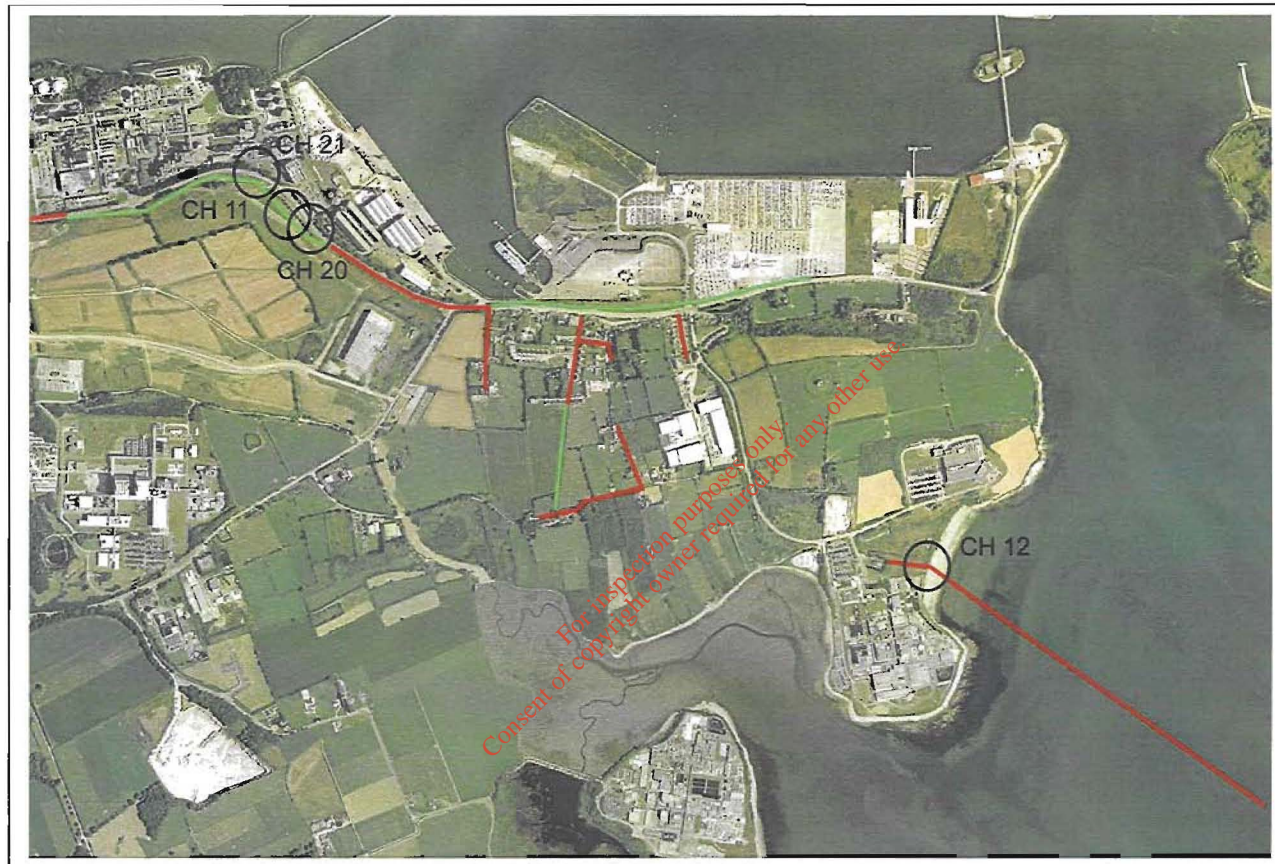 CH 21
CH 11
CH 20
CH 12
For inspection purposes only.
Consent of copyright owner required for any other use.